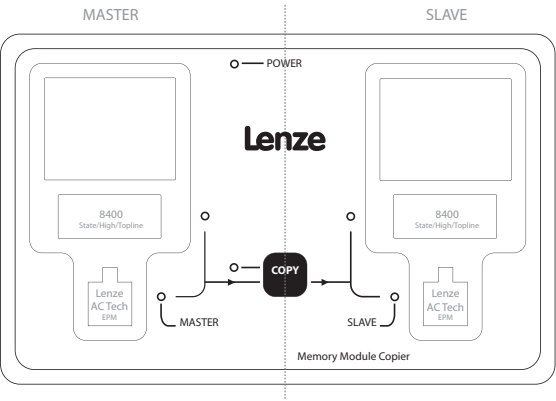 MASTER
SLAVE
POWER
Lenze
8400
State/High/Topline
8400
State/High/Topline
COPY
Lenze
AC Tech
EPM
Lenze
AC Tech
EPM
MASTER
SLAVE
Memory Module Copier